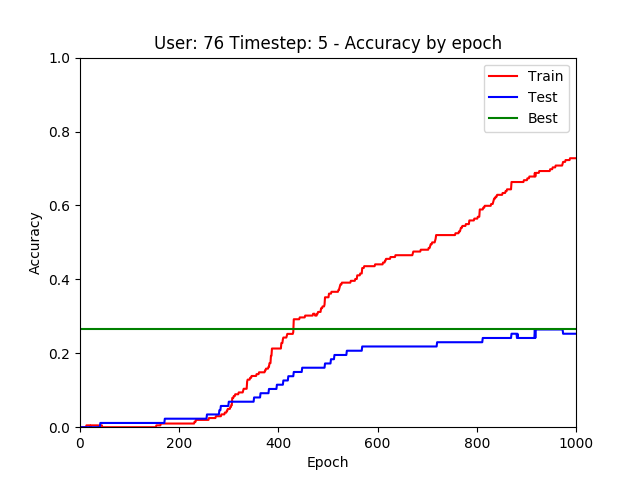 User: 76 Timestep: 5 - Accuracy by epoch
1.0
0.8
0.6
0.4
0.2
0.0
Accuracy
Train
Test
Best
0 200 400 600 800 1000
Epoch